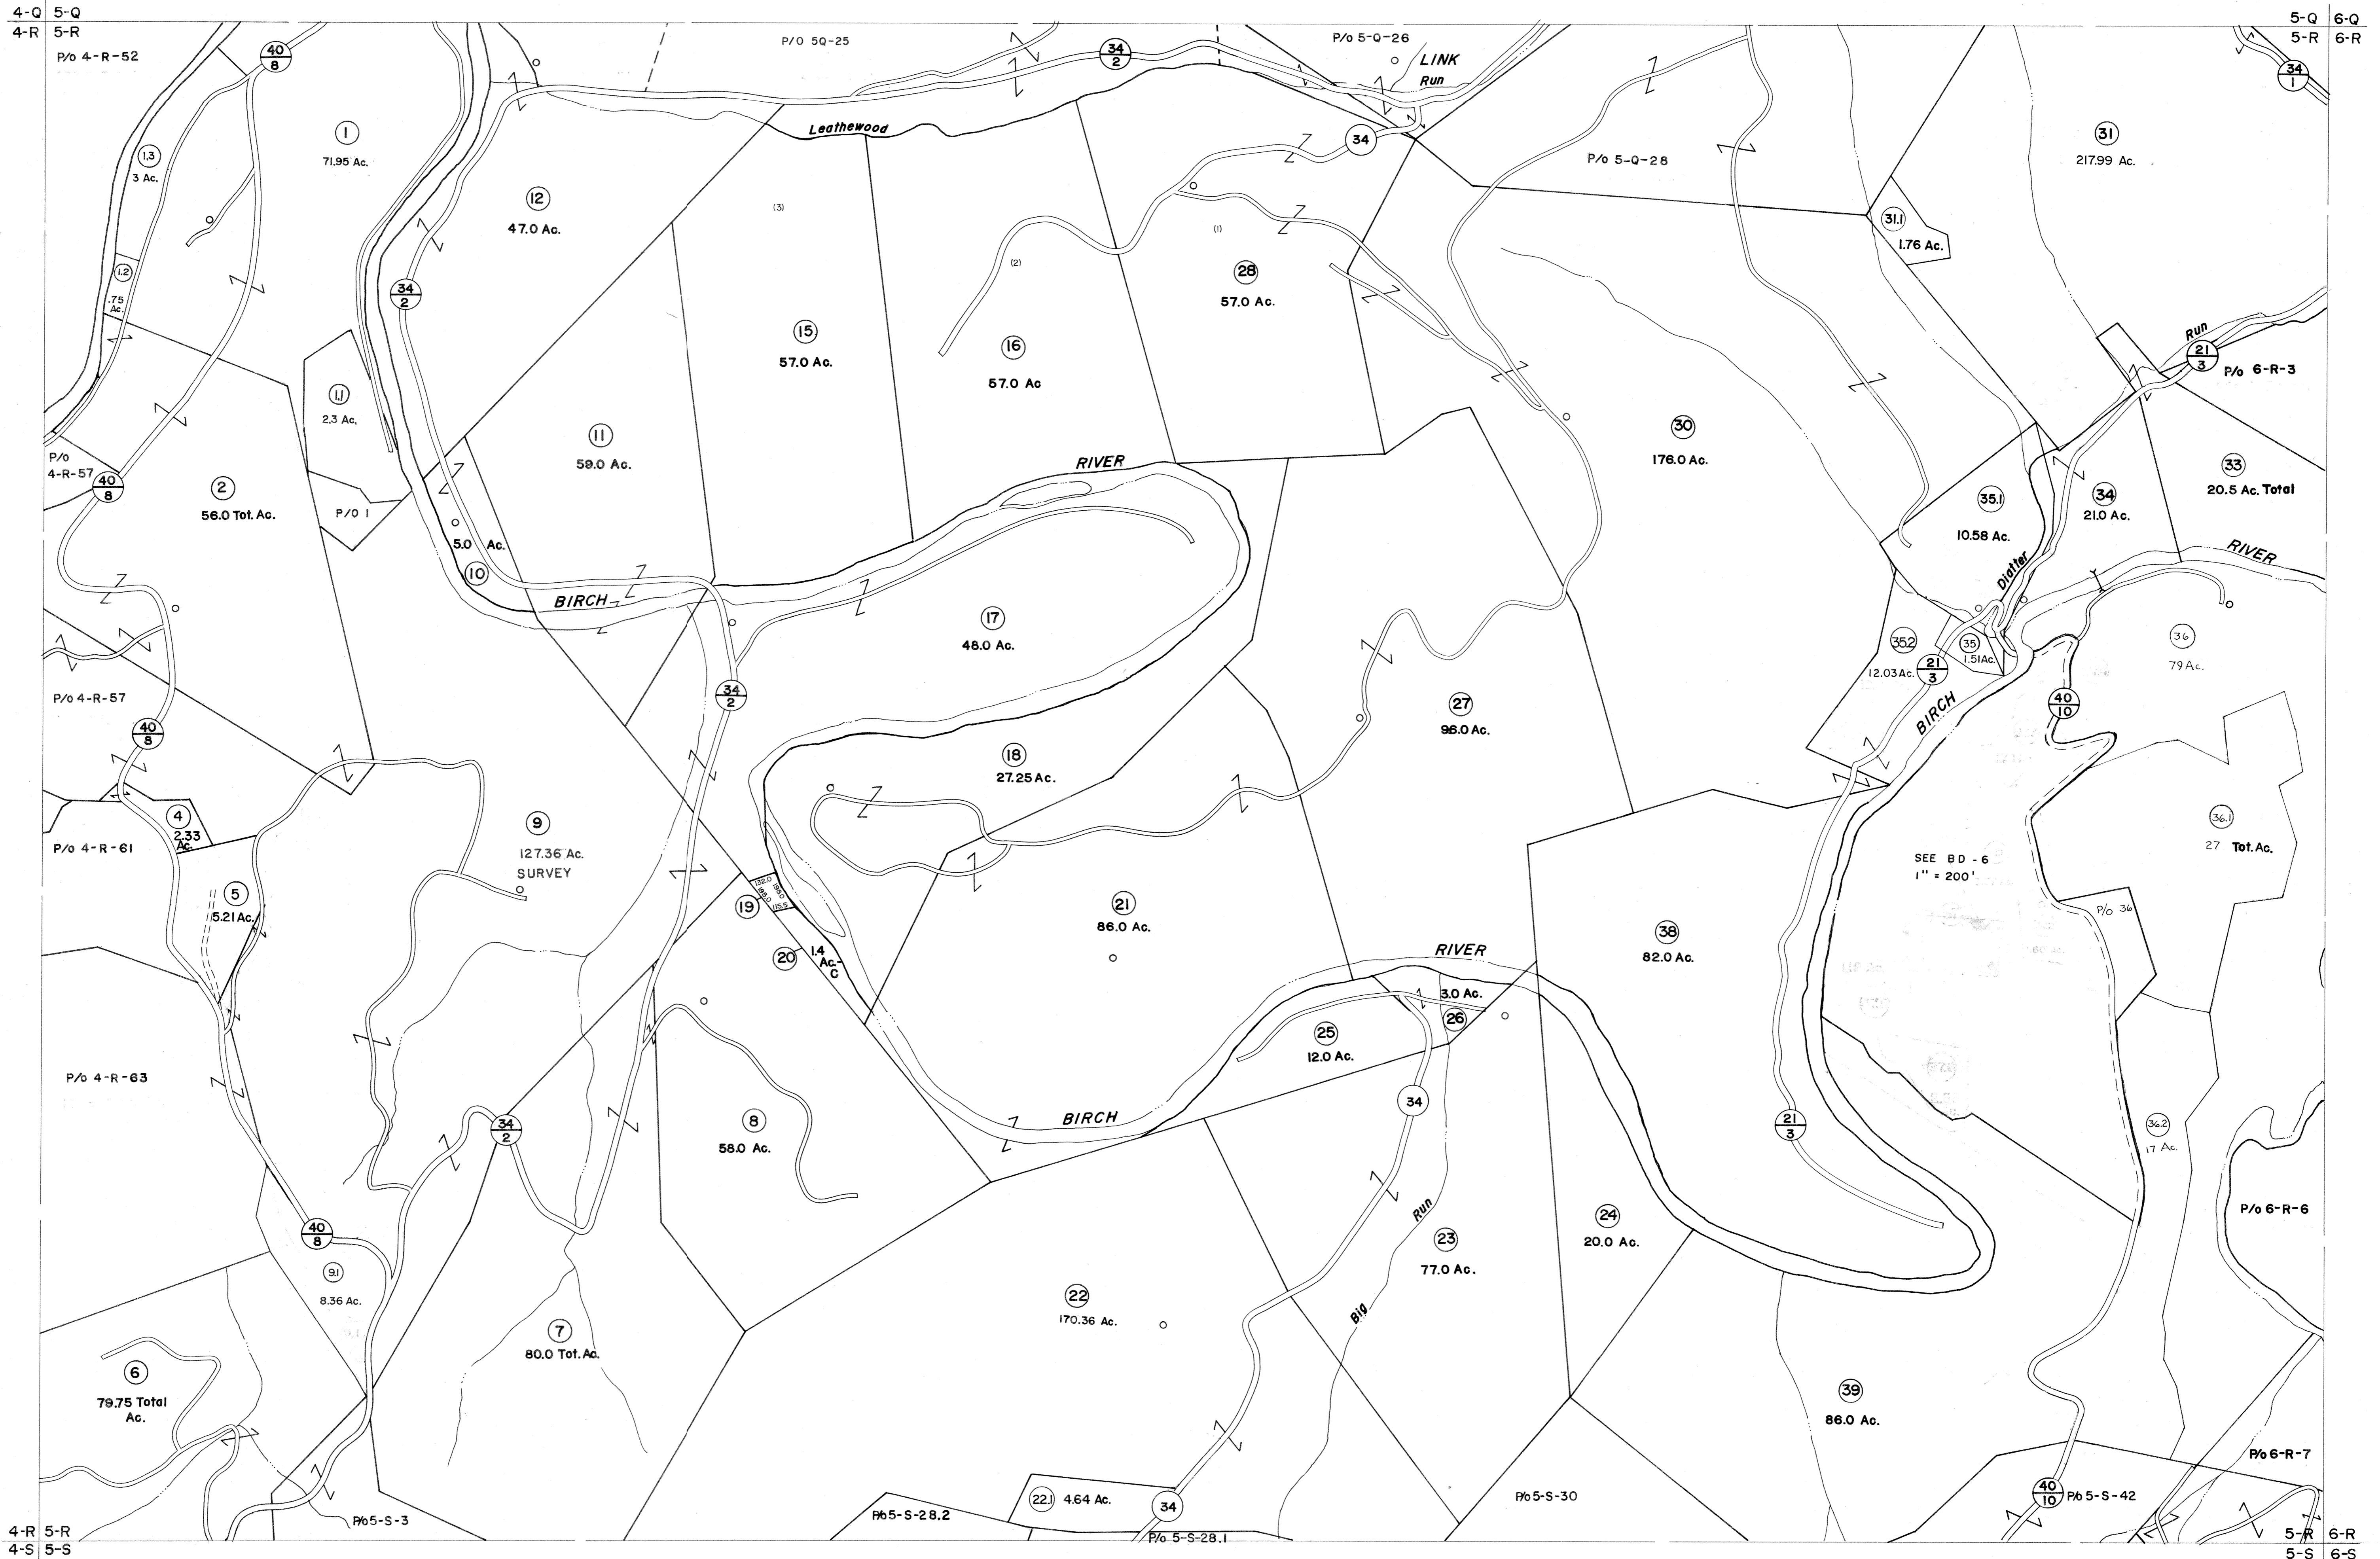 4-Q 5-Q
4-R 5-R
5-Q 6-Q
5-R 6-R
P/o 4-R-52
40
8
P/O 5Q-25
34
2
P/o 5-Q-26
LINK
Run
34
1
1
71.95 Ac.
1.3
3 Ac.
Leathewood
34
P/o 5-Q-28
31
217.99 Ac.
12
47.0 Ac.
(3)
(1)
(2)
31.1
1.76 Ac.
1.2
.75
Ac.
34
2
28
57.0 Ac.
15
57.0 Ac.
16
57.0 Ac
Run
21
3
P/o 6-R-3
1.1
2.3 Ac.
11
59.0 Ac.
30
176.0 Ac.
P/o
4-R-57
40
8
2
56.0 Tot. Ac.
P/O 1
RIVER
33
20.5 Ac. Total
35.1
10.58 Ac.
34
21.0 Ac.
5.0 Ac.
10
BIRCH
Diatter
RIVER
17
48.0 Ac.
35.2
12.03 Ac.
35
1.51 Ac.
21
3
36
79 Ac.
P/o 4-R-57
40
8
34
2
27
96.0 Ac.
BIRCH
40
10
18
27.25 Ac.
4
2.33
Ac.
P/o 4-R-61
9
127.36 Ac.
SURVEY
36.1
27 Tot. Ac.
SEE BD-6
1" = 200'
5
5.21 Ac.
132.0
198.0
198.0
115.5
19
21
86.0 Ac.
P/o 36
20
1.4
Ac.-
C
RIVER
38
82.0 Ac.
3.0 Ac.
26
25
12.0 Ac.
P/o 4-R-63
34
BIRCH
8
58.0 Ac.
34
2
21
3
36.2
17 Ac.
40
8
Run
23
77.0 Ac.
24
20.0 Ac.
P/o 6-R-6
9.1
8.36 Ac.
22
170.36 Ac.
Big
7
80.0 Tot. Ac.
6
79.75 Total
Ac.
39
86.0 Ac.
P/o 6-R-7
22.1 4.64 Ac.
34
P/o 5-S-30
40
10
P/o 5-S-42
P/o 5-S-3
P/o 5-S-28.2
P/o 5-S-28.1
4-R 5-R
4-S 5-S
5-R 6-R
5-S 6-S